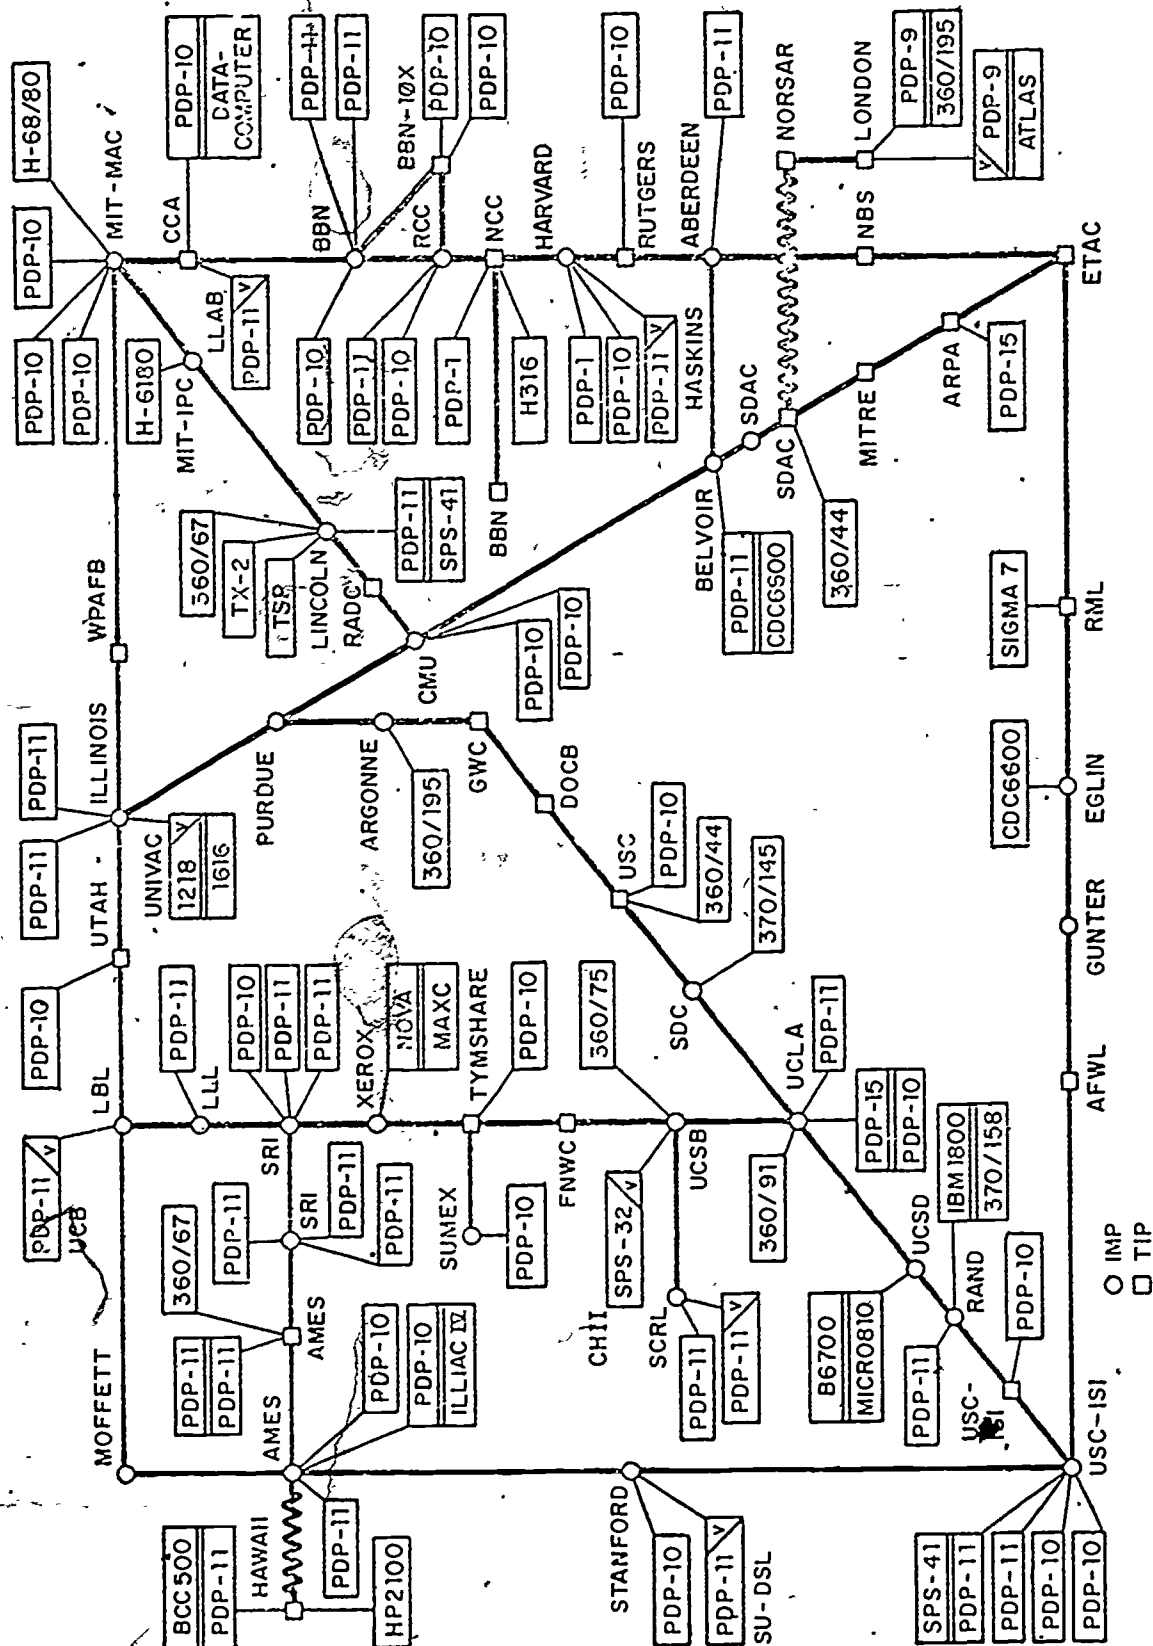 MOFFETT
PDP-11 V
UCB
LBL
PDP-10
UTAH
PDP-11
PDP-11
ILLINOIS
UNIVAC
1218 V
1616
WPAFB
PDP-10
PDP-10
PDP-10
H-68/80
MIT-MAC
BCC500
PDP-11
HAWAII
HP2100
PDP-11
AMES
PDP-10
PDP-10
ILLIAC IV
PDP-11
PDP-11
360/67
AMES
PDP-11
SRI
PDP-11
PDP-11
LLL
PDP-11
SRI
PDP-10
PDP-11
PDP-11
XEROX
NOVA
MAXC
TYMSHARE
PDP-10
SUMEX
PDP-10
FNWC
PURDUE
ARGONNE
360/195
GWC
DOCB
CMU
PDP-10
PDP-10
RADC
LINCOLN
360/67
TX-2
TSP
PDP-11
SPS-41
H-6180
MIT-IPC
LLAB
PDP-11 V
CCA
PDP-10
DATA-
COMPUTER
BBN
PDP-11
PDP-11
PDP-10
BBN-10X
PDP-10
PDP-10
RCC
PDP-11
PDP-10
NCC
PDP-1
H316
BBN
HARVARD
PDP-1
PDP-10
PDP-11 V
RUTGERS
PDP-10
STANFORD
PDP-10
PDP-11 V
SU-DSL
CHII
SPS-32 V
SCRL
PDP-11
PDP-11 V
UCSB
360/75
USC
PDP-10
360/44
SDC
370/145
UCLA
360/91
PDP-11
PDP-15
PDP-10
UCSD
B6700
MICRO810
RAND
PDP-11
IBM 1800
370/158
USC-
ISI
PDP-10
BELVOIR
PDP-11
CDC6500
HASKINS
ABERDEEN
PDP-11
SDAC
SDAC
360/44
NORSAR
LONDON
PDP-9
360/195
V PDP-9
ATLAS
NBS
MITRE
ARPA
PDP-15
ETAC
SPS-41
PDP-11
PDP-11
PDP-10
PDP-10
USC-ISI
AFWL
GUNTER
EGLIN
CDC6600
RML
SIGMA 7
IMP
TIP